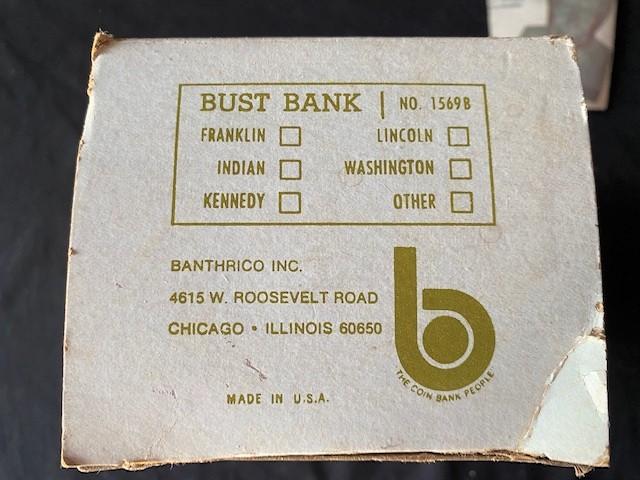 BUST BANK | NO. 1569B
FRANKLIN □ LINCOLN □
INDIAN □ WASHINGTON □
KENNEDY □ OTHER □
BANTHRICO INC.
4615 W. ROOSEVELT ROAD
CHICAGO • ILLINOIS 60650
b
THE COIN BANK PEOPLE
MADE IN U.S.A.